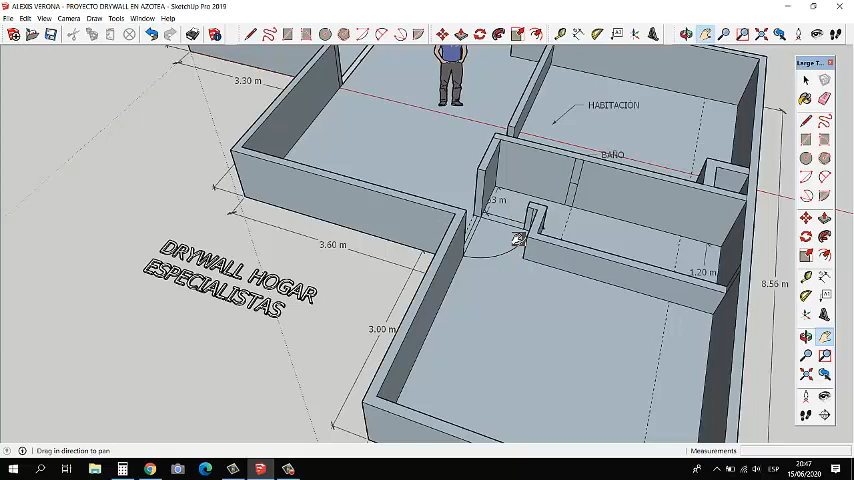 ALEXIS VERONA - PROYECTO DRYWALL EN AZOTEA - SketchUp Pro 2019
File Edit View Camera Draw Tools Window Help
Large T...
3.30 m
HABITACION
BAÑO
3 m
3.60 m
1.20 m
8.56 m
DRYWALL HOGAR
ESPECIALISTAS
3.00 m
Drag in direction to pan
Measurements
ESP
20:47
15/06/2020